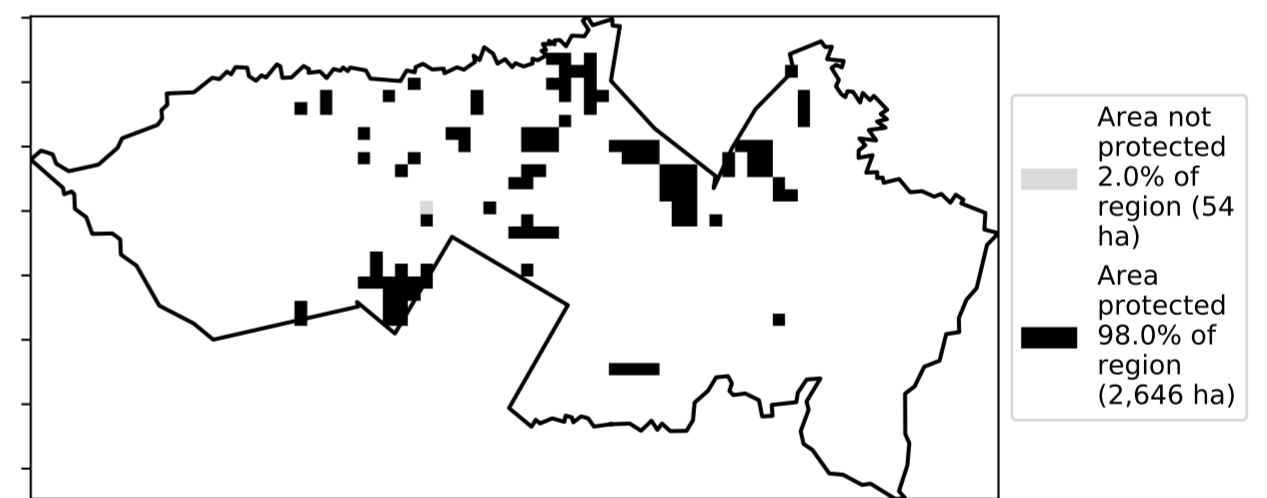 Area not
protected
2.0% of
region (54
ha)
Area
protected
98.0% of
region
(2,646 ha)